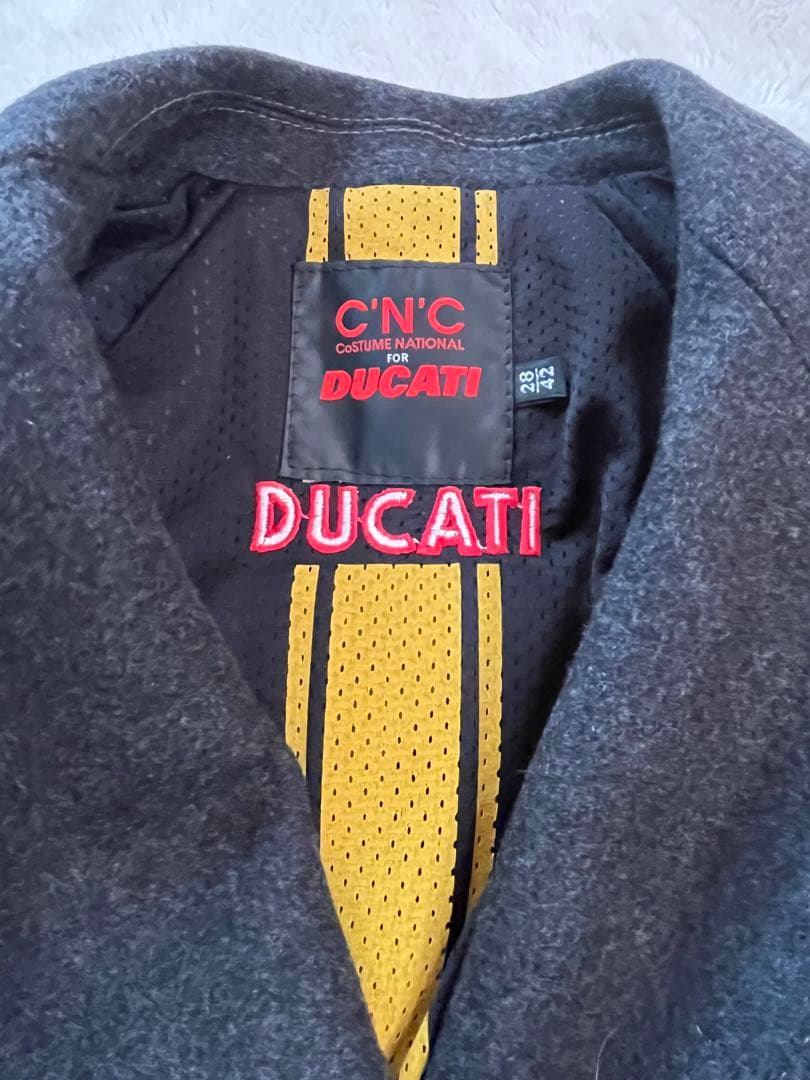 C'N'C
CoSTUME NATIONAL
FOR
DUCATI
28
42
DUCATI